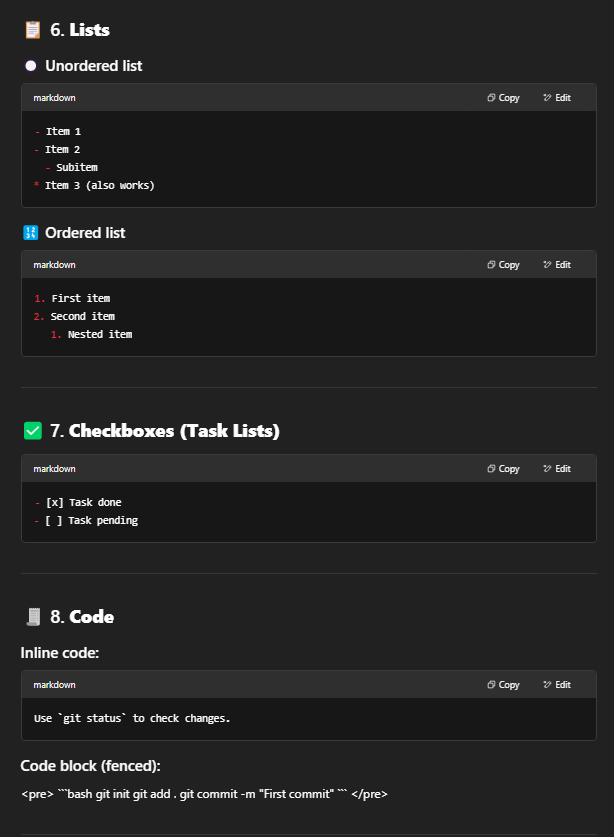 📋 6. Lists
⚪ Unordered list
markdown Copy Edit
- Item 1
- Item 2
  - Subitem
* Item 3 (also works)
🔢 Ordered list
markdown Copy Edit
1. First item
2. Second item
   1. Nested item
✅ 7. Checkboxes (Task Lists)
markdown Copy Edit
- [x] Task done
- [ ] Task pending
🧾 8. Code
Inline code:
markdown Copy Edit
Use `git status` to check changes.
Code block (fenced):
<pre> ```bash git init git add . git commit -m "First commit" ``` </pre>